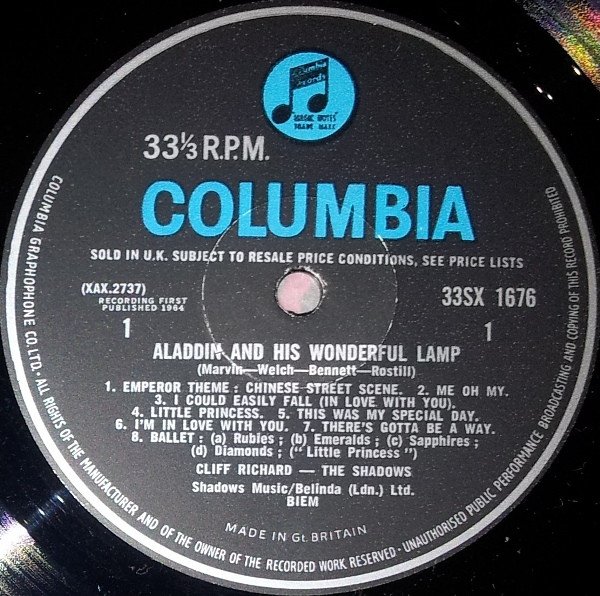 Columbia
Records
MAGIC NOTES
TRADE MARK
33⅓ R.P.M.
COLUMBIA
SOLD IN U.K. SUBJECT TO RESALE PRICE CONDITIONS, SEE PRICE LISTS
(XAX.2737)
RECORDING FIRST
PUBLISHED 1964
33SX 1676
1
1
ALADDIN AND HIS WONDERFUL LAMP
(Marvin—Welch—Bennett—Rostill)
1. EMPEROR THEME : CHINESE STREET SCENE. 2. ME OH MY.
3. I COULD EASILY FALL (IN LOVE WITH YOU).
4. LITTLE PRINCESS. 5. THIS WAS MY SPECIAL DAY.
6. I'M IN LOVE WITH YOU. 7. THERE'S GOTTA BE A WAY.
8. BALLET : (a) Rubies ; (b) Emeralds ; (c) Sapphires ;
(d) Diamonds ; (“ Little Princess ”)
CLIFF RICHARD — THE SHADOWS
Shadows Music/Belinda (Ldn.) Ltd.
BIEM
MADE IN Gt. BRITAIN
COLUMBIA GRAPHOPHONE CO. LTD. · ALL RIGHTS OF THE MANUFACTURER AND OF THE OWNER OF THE RECORDED WORK RESERVED · UNAUTHORISED PUBLIC PERFORMANCE BROADCASTING AND COPYING OF THIS RECORD PROHIBITED